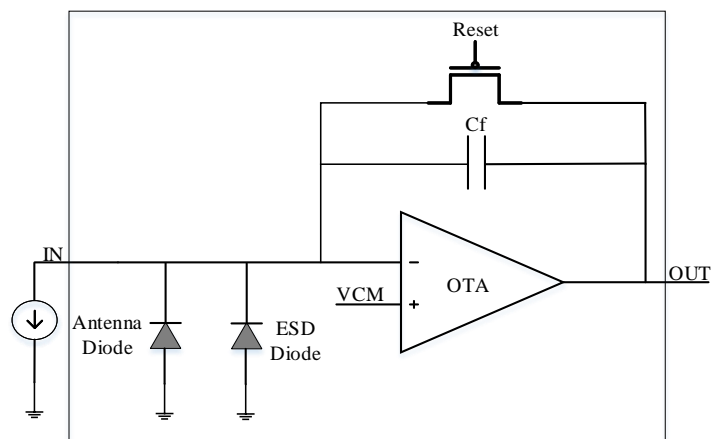 Reset
Cf
IN
VCM
OTA
OUT
Antenna
Diode
ESD
Diode